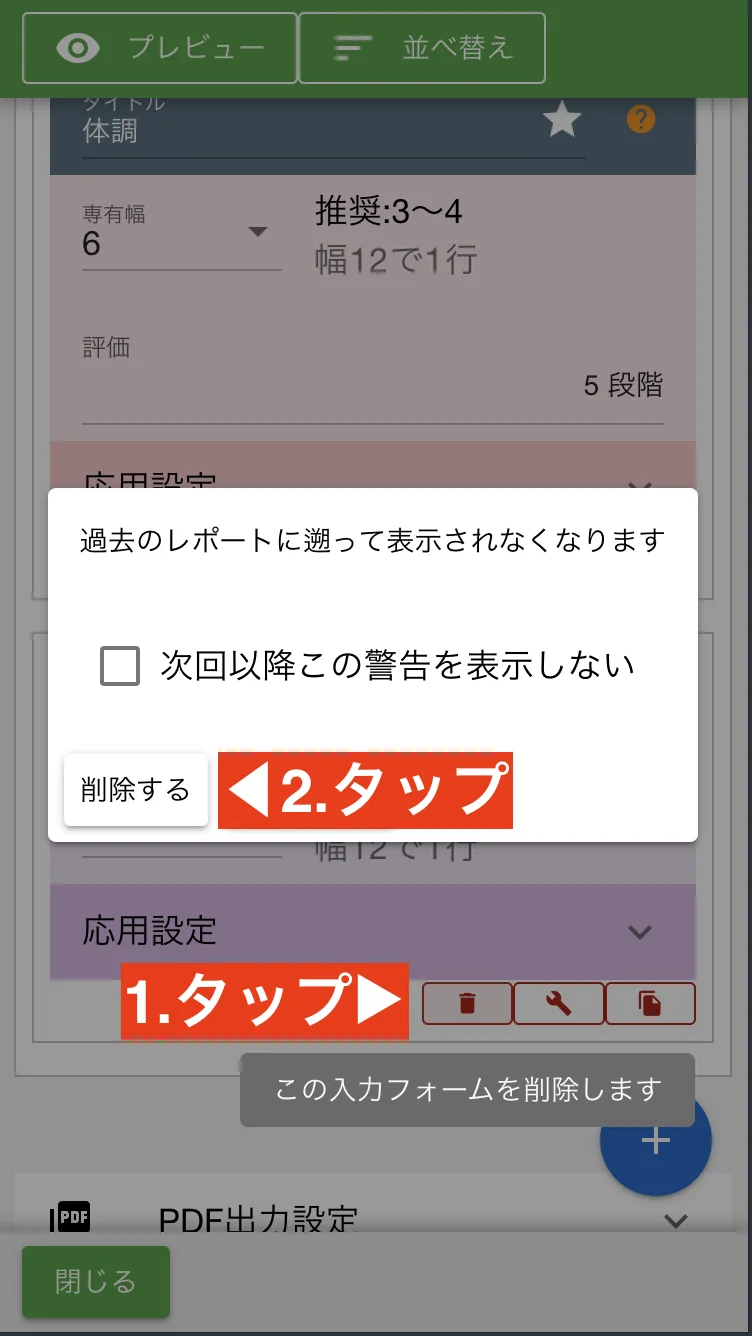 プレビュー
並べ替え
タイトル
体調
専有幅
6
推奨:3〜4
幅12で1行
評価
5 段階
応用設定
過去のレポートに遡って表示されなくなります
次回以降この警告を表示しない
削除する
◀2.タップ
幅12で1行
応用設定
1.タップ▶
この入力フォームを削除します
+
PDF
PDF出力設定
閉じる